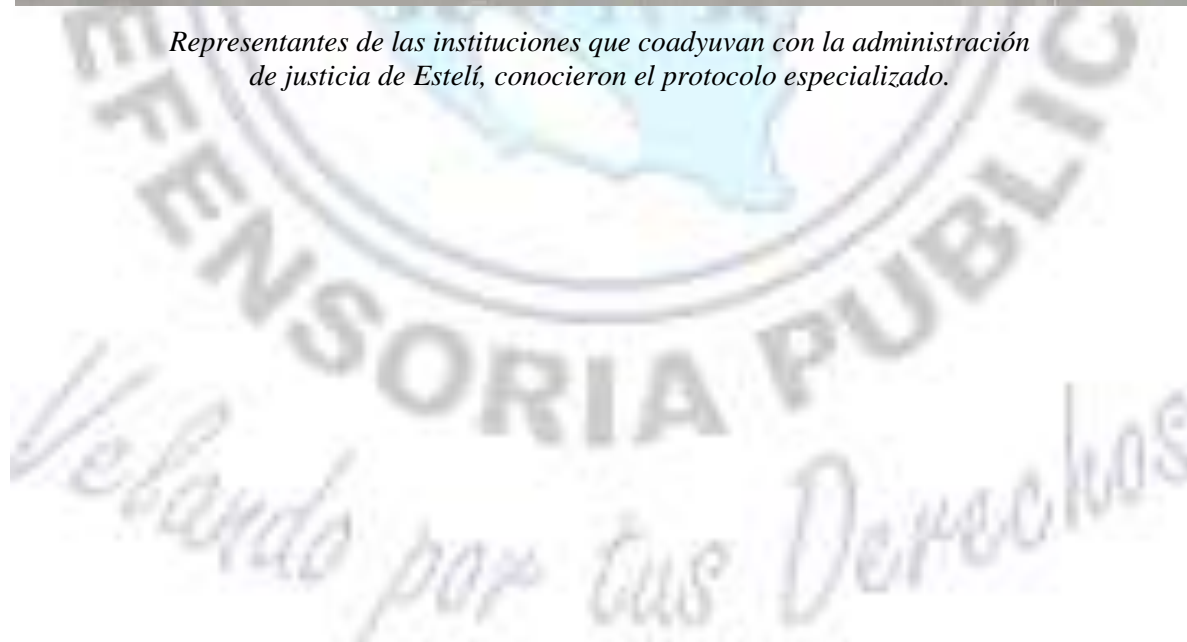 Representantes de las instituciones que coadyuvan con la administración
de justicia de Estelí, conocieron el protocolo especializado.
EFENSORIA PUBLIC
Velando por tus Derechos